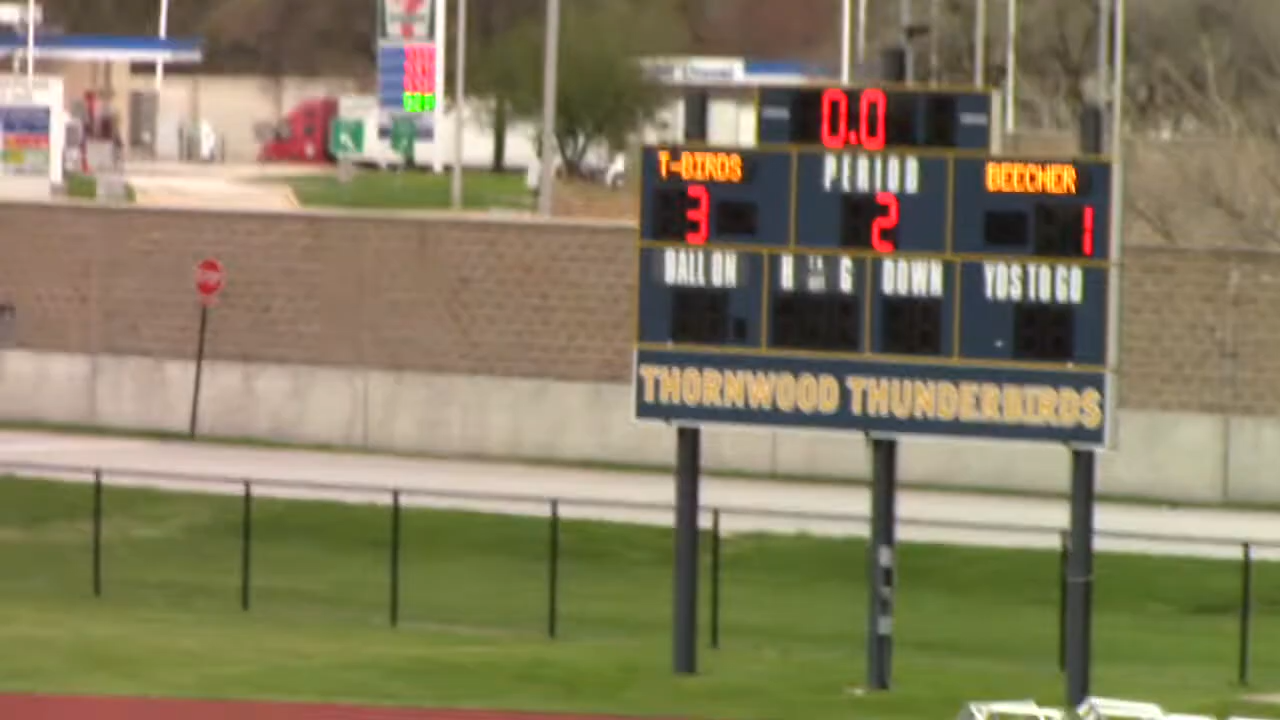 0.0
T-BIRDS PERIOD BEECHER
3 2 1
BALL ON DOWN YDS TO GO
THORNWOOD THUNDERBIRDS